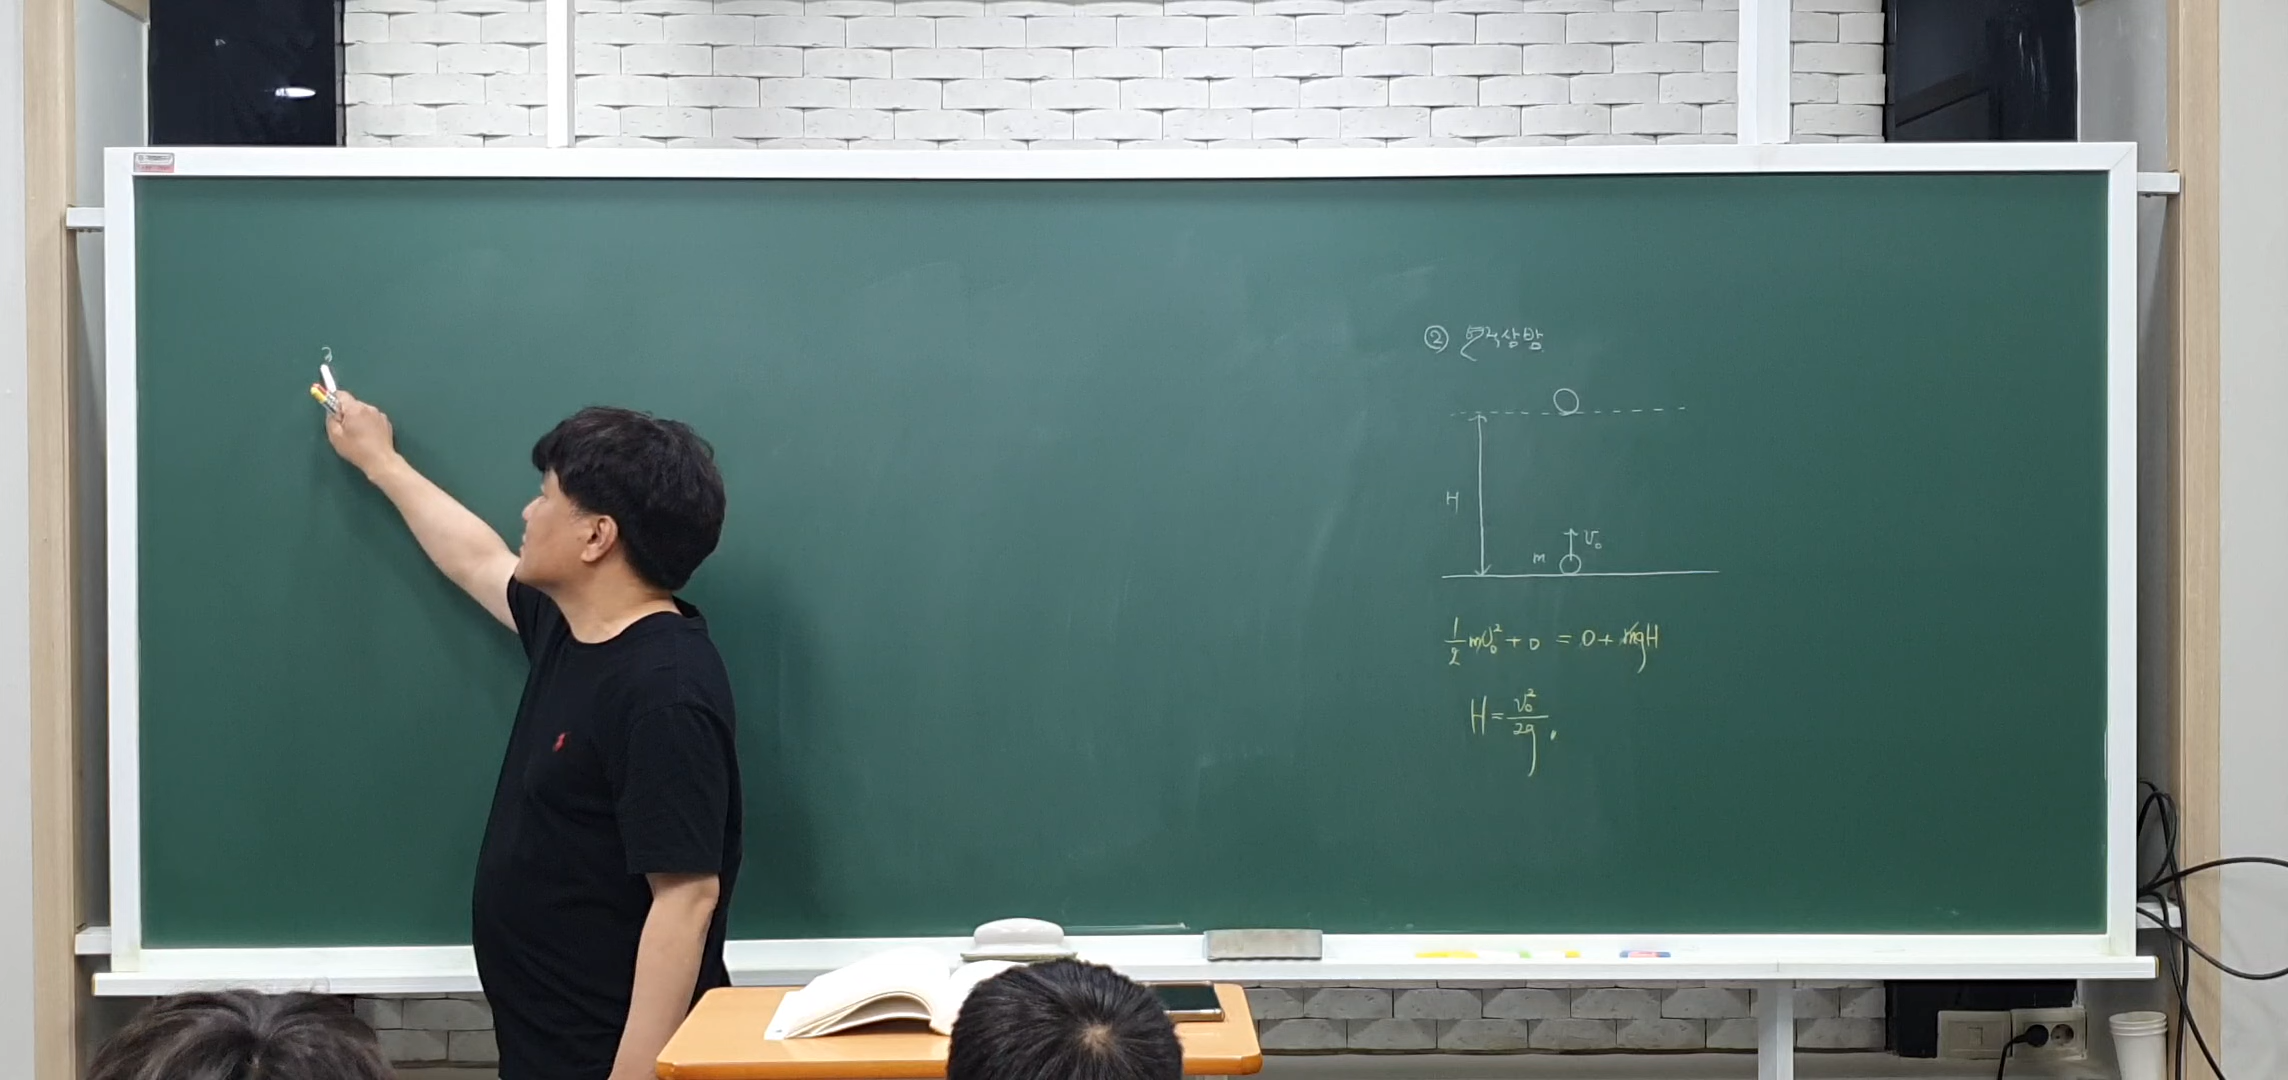 ② 연직상방
H
v₀
m
½mv₀² + 0 = 0 + mgH
H = v₀²/2g.